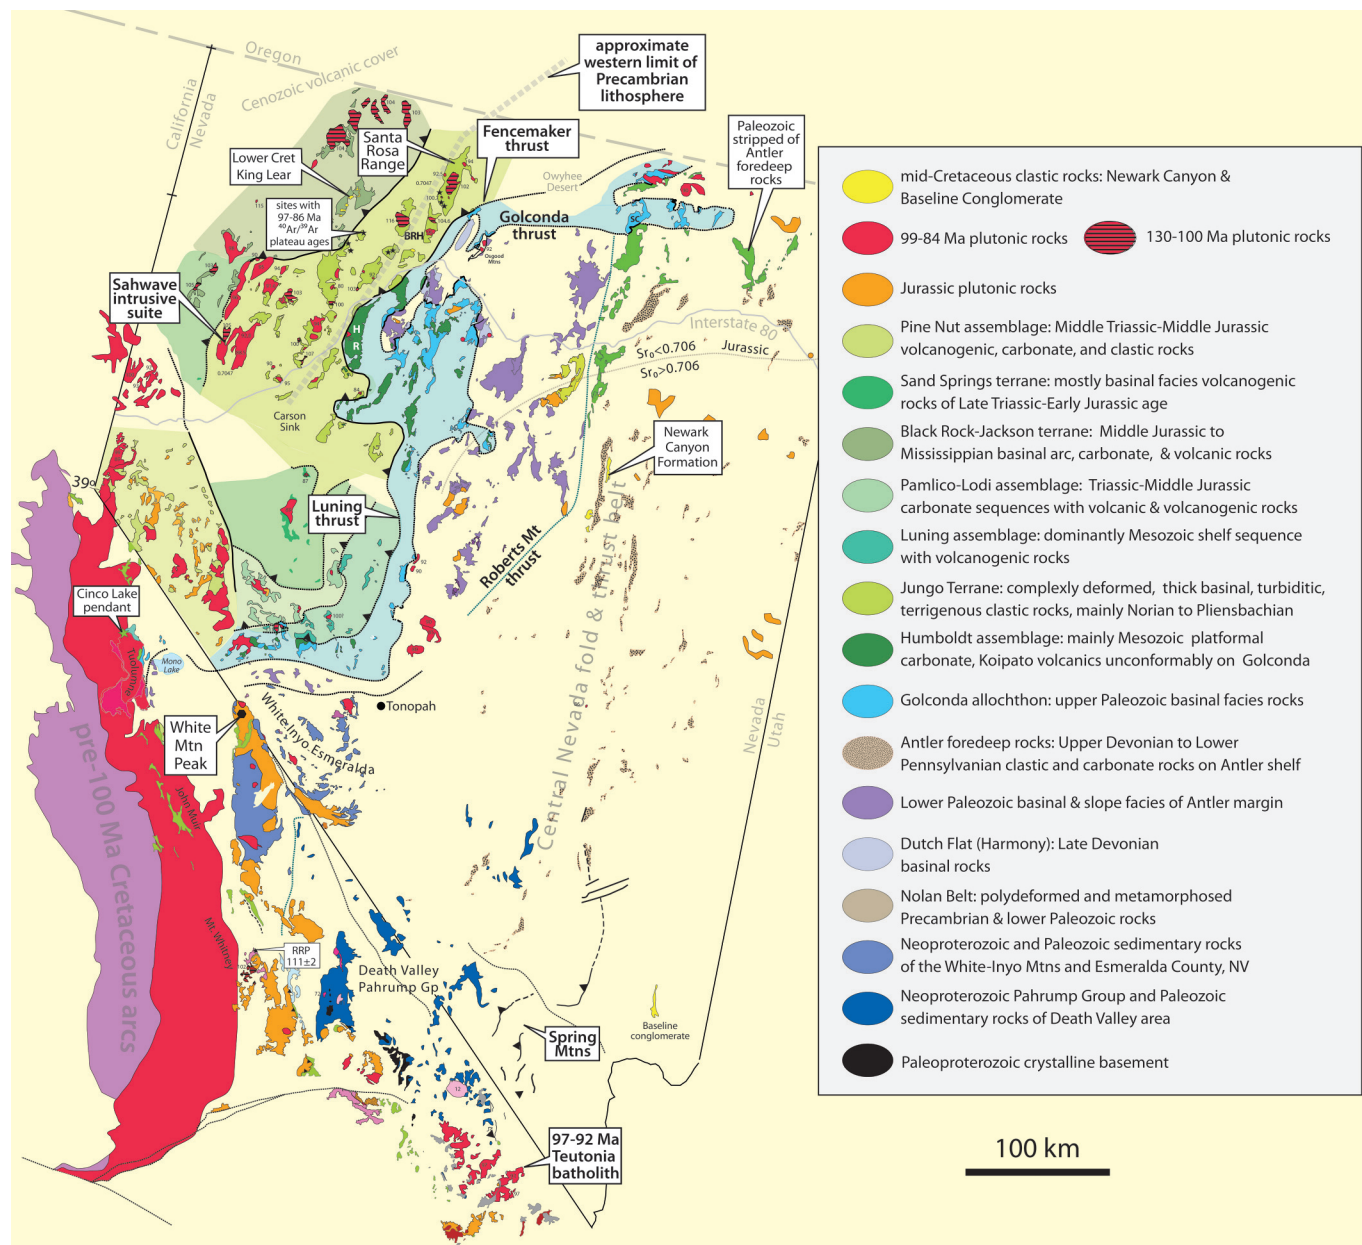 approximate
western limit of
Precambrian
lithosphere
Oregon
Cenozoic volcanic cover
California
Nevada
Santa
Rosa
Range
Fencemaker
thrust
Paleozoic
stripped of
Antler
foredeep
rocks
Lower Cret
King Lear
Owyhee
Desert
sites with
97-86 Ma
40Ar/39Ar
plateau ages
Golconda
thrust
BRH
SC
Osgood
Mtns
Sahwave
intrusive
suite
0.7047
0.7047
H
R
Interstate 80
Sr₀<0.706
Jurassic
Sr₀>0.706
Carson
Sink
Newark
Canyon
Formation
39º
Luning
thrust
Roberts Mt
thrust
Central Nevada fold & thrust belt
Cinco Lake
pendant
Tuolumne
Mono
Lake
White-Inyo-Esmeralda
Tonopah
Nevada
Utah
White
Mtn
Peak
pre-100 Ma Cretaceous arcs
John Muir
Mt. Whitney
RRP
111±2
Death Valley
Pahrump Gp
Spring
Mtns
Baseline
conglomerate
12
97-92 Ma
Teutonia
batholith
mid-Cretaceous clastic rocks: Newark Canyon &
Baseline Conglomerate
99-84 Ma plutonic rocks
130-100 Ma plutonic rocks
Jurassic plutonic rocks
Pine Nut assemblage: Middle Triassic-Middle Jurassic
volcanogenic, carbonate, and clastic rocks
Sand Springs terrane: mostly basinal facies volcanogenic
rocks of Late Triassic-Early Jurassic age
Black Rock-Jackson terrane: Middle Jurassic to
Mississippian basinal arc, carbonate, & volcanic rocks
Pamlico-Lodi assemblage: Triassic-Middle Jurassic
carbonate sequences with volcanic & volcanogenic rocks
Luning assemblage: dominantly Mesozoic shelf sequence
with volcanogenic rocks
Jungo Terrane: complexly deformed, thick basinal, turbiditic,
terrigenous clastic rocks, mainly Norian to Pliensbachian
Humboldt assemblage: mainly Mesozoic platformal
carbonate, Koipato volcanics unconformably on Golconda
Golconda allochthon: upper Paleozoic basinal facies rocks
Antler foredeep rocks: Upper Devonian to Lower
Pennsylvanian clastic and carbonate rocks on Antler shelf
Lower Paleozoic basinal & slope facies of Antler margin
Dutch Flat (Harmony): Late Devonian
basinal rocks
Nolan Belt: polydeformed and metamorphosed
Precambrian & lower Paleozoic rocks
Neoproterozoic and Paleozoic sedimentary rocks
of the White-Inyo Mtns and Esmeralda County, NV
Neoproterozoic Pahrump Group and Paleozoic
sedimentary rocks of Death Valley area
Paleoproterozoic crystalline basement
100 km